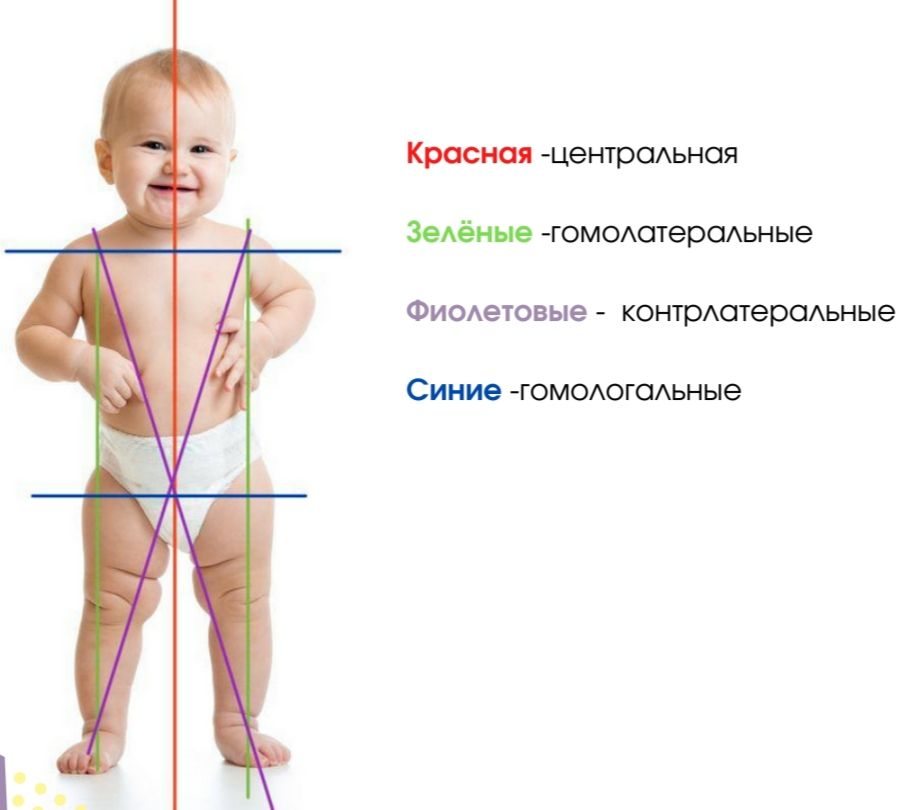 Красная -центральная
Зелёные -гомолатеральные
Фиолетовые - контрлатеральные
Синие -гомологальные